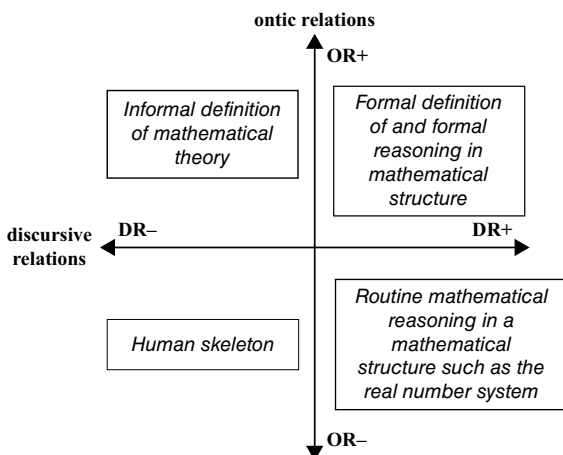 ontic relations
OR+
Informal definition
of mathematical
theory
Formal definition
of and formal
reasoning in
mathematical
structure
discursive
relations
DR–
DR+
Human skeleton
Routine mathematical
reasoning in a
mathematical
structure such as the
real number system
OR–